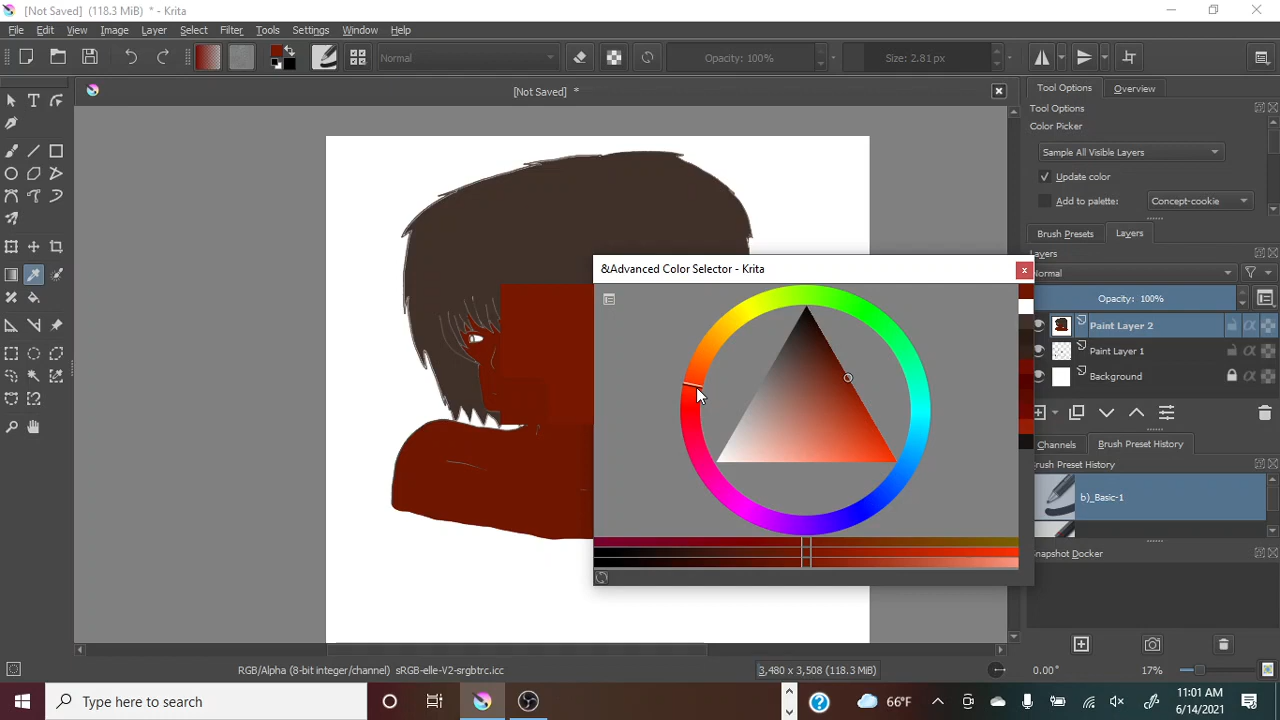 [Not Saved] (118.3 MiB) * - Krita
File Edit View Image Layer Select Filter Tools Settings Window Help
Normal Opacity: 100% Size: 2.81 px
[Not Saved] *
Tool Options Overview
Tool Options
Color Picker
Sample All Visible Layers
Update color
Add to palette: Concept-cookie
Brush Presets Layers
Layers
Normal
Opacity: 100%
Paint Layer 2
Paint Layer 1
Background
&Advanced Color Selector - Krita
Channels Brush Preset History
Brush Preset History
b)_Basic-1
Snapshot Docker
RGB/Alpha (8-bit integer/channel) sRGB-elle-V2-srgbtrc.icc 3,480 x 3,508 (118.3 MiB) 0.00° 17%
Type here to search
66°F
11:01 AM
6/14/2021